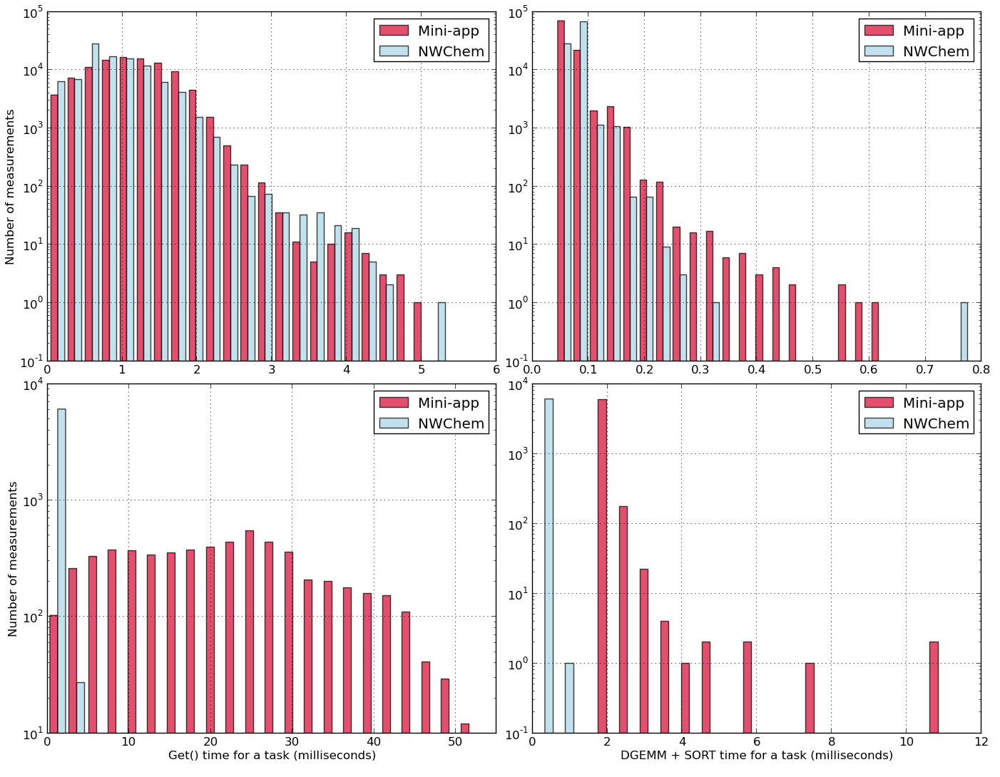 10^5
10^4
10^3
10^2
10^1
10^0
10^-1
Number of measurements
0 1 2 3 4 5 6
Mini-app
NWChem
10^5
10^4
10^3
10^2
10^1
10^0
10^-1
0.0 0.1 0.2 0.3 0.4 0.5 0.6 0.7 0.8
Mini-app
NWChem
10^4
10^3
10^2
10^1
Number of measurements
0 10 20 30 40 50
Get() time for a task (milliseconds)
Mini-app
NWChem
10^4
10^3
10^2
10^1
10^0
10^-1
0 2 4 6 8 10 12
DGEMM + SORT time for a task (milliseconds)
Mini-app
NWChem